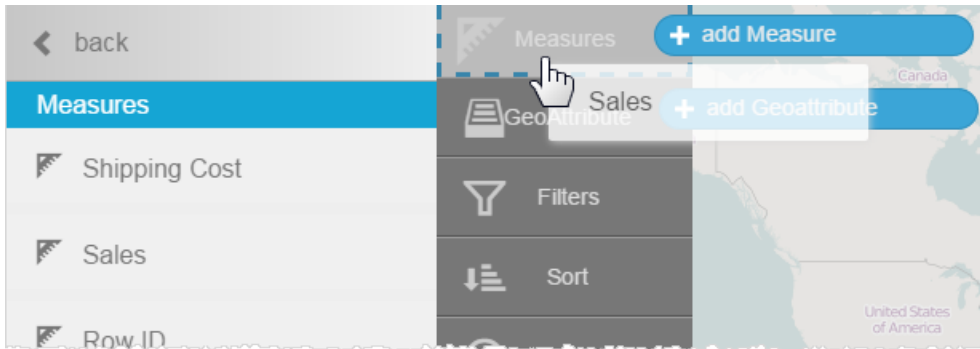 back
Measures
Shipping Cost
Sales
Row ID
Measures
GeoAttribute
Filters
Sort
Sales
add Measure
add Geoattribute
Canada
United States
of America